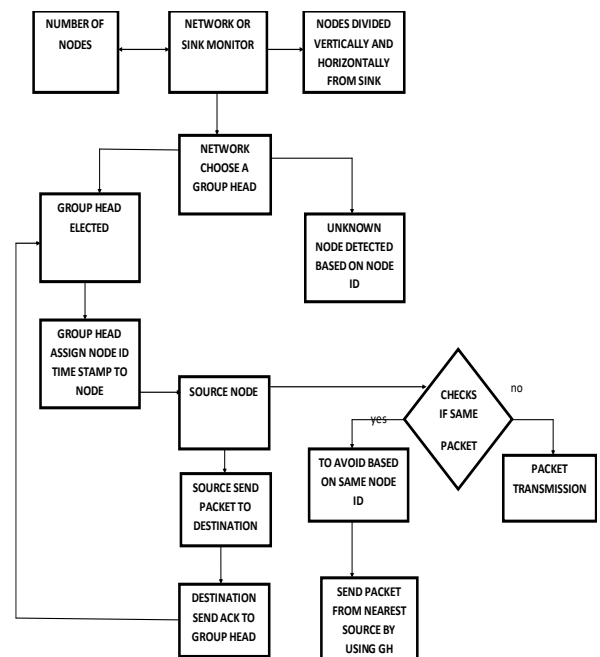 NUMBER OF
NODES
NETWORK OR
SINK MONITOR
NODES DIVIDED
VERTICALLY AND
HORIZONTALLY
FROM SINK
NETWORK
CHOOSE A
GROUP HEAD
GROUP HEAD
ELECTED
UNKNOWN
NODE DETECTED
BASED ON NODE
ID
GROUP HEAD
ASSIGN NODE ID
TIME STAMP TO
NODE
SOURCE NODE
CHECKS
IF SAME
PACKET
yes
no
TO AVOID BASED
ON SAME NODE
ID
PACKET
TRANSMISSION
SOURCE SEND
PACKET TO
DESTINATION
DESTINATION
SEND ACK TO
GROUP HEAD
SEND PACKET
FROM NEAREST
SOURCE BY
USING GH